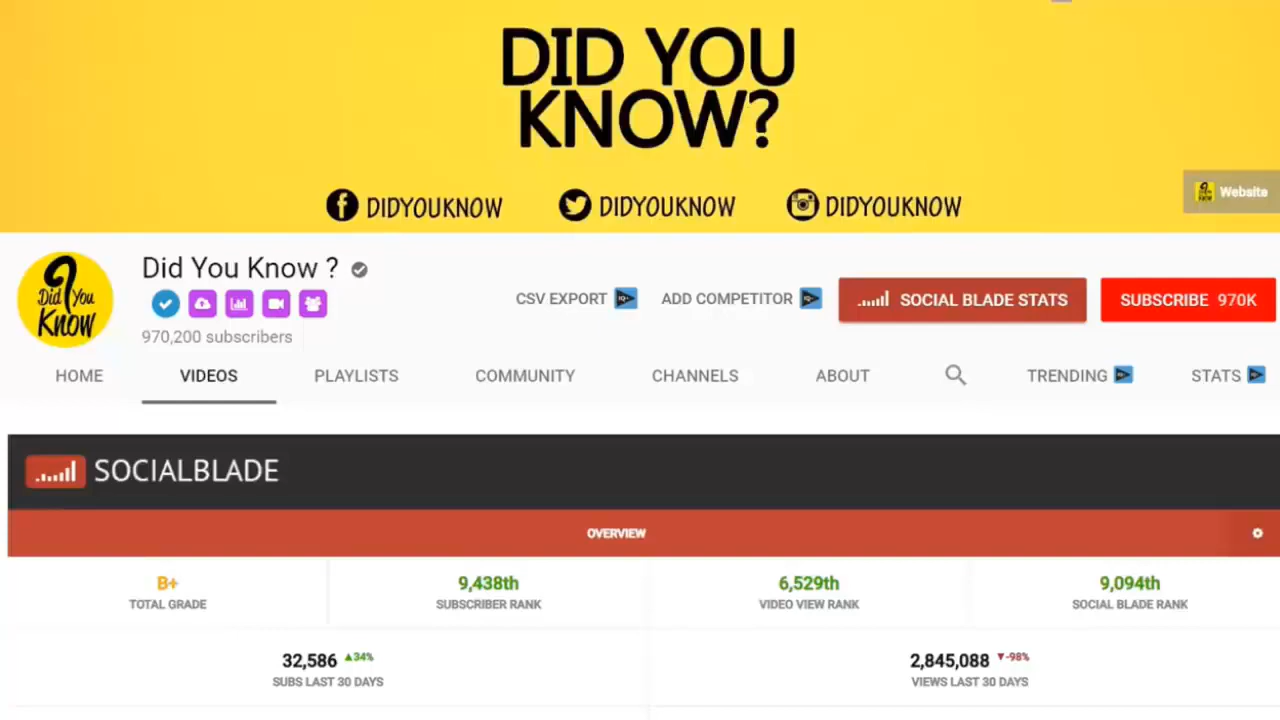 DID YOU
KNOW?
DIDYOUKNOW DIDYOUKNOW DIDYOUKNOW
Website
Did You Know ?
Did You
Know
CSV EXPORT ADD COMPETITOR SOCIAL BLADE STATS SUBSCRIBE 970K
970,200 subscribers
HOME VIDEOS PLAYLISTS COMMUNITY CHANNELS ABOUT TRENDING STATS
SOCIALBLADE
OVERVIEW
B+ 9,438th 6,529th 9,094th
TOTAL GRADE SUBSCRIBER RANK VIDEO VIEW RANK SOCIAL BLADE RANK
32,586 ▲34% 2,845,088 ▼-98%
SUBS LAST 30 DAYS VIEWS LAST 30 DAYS